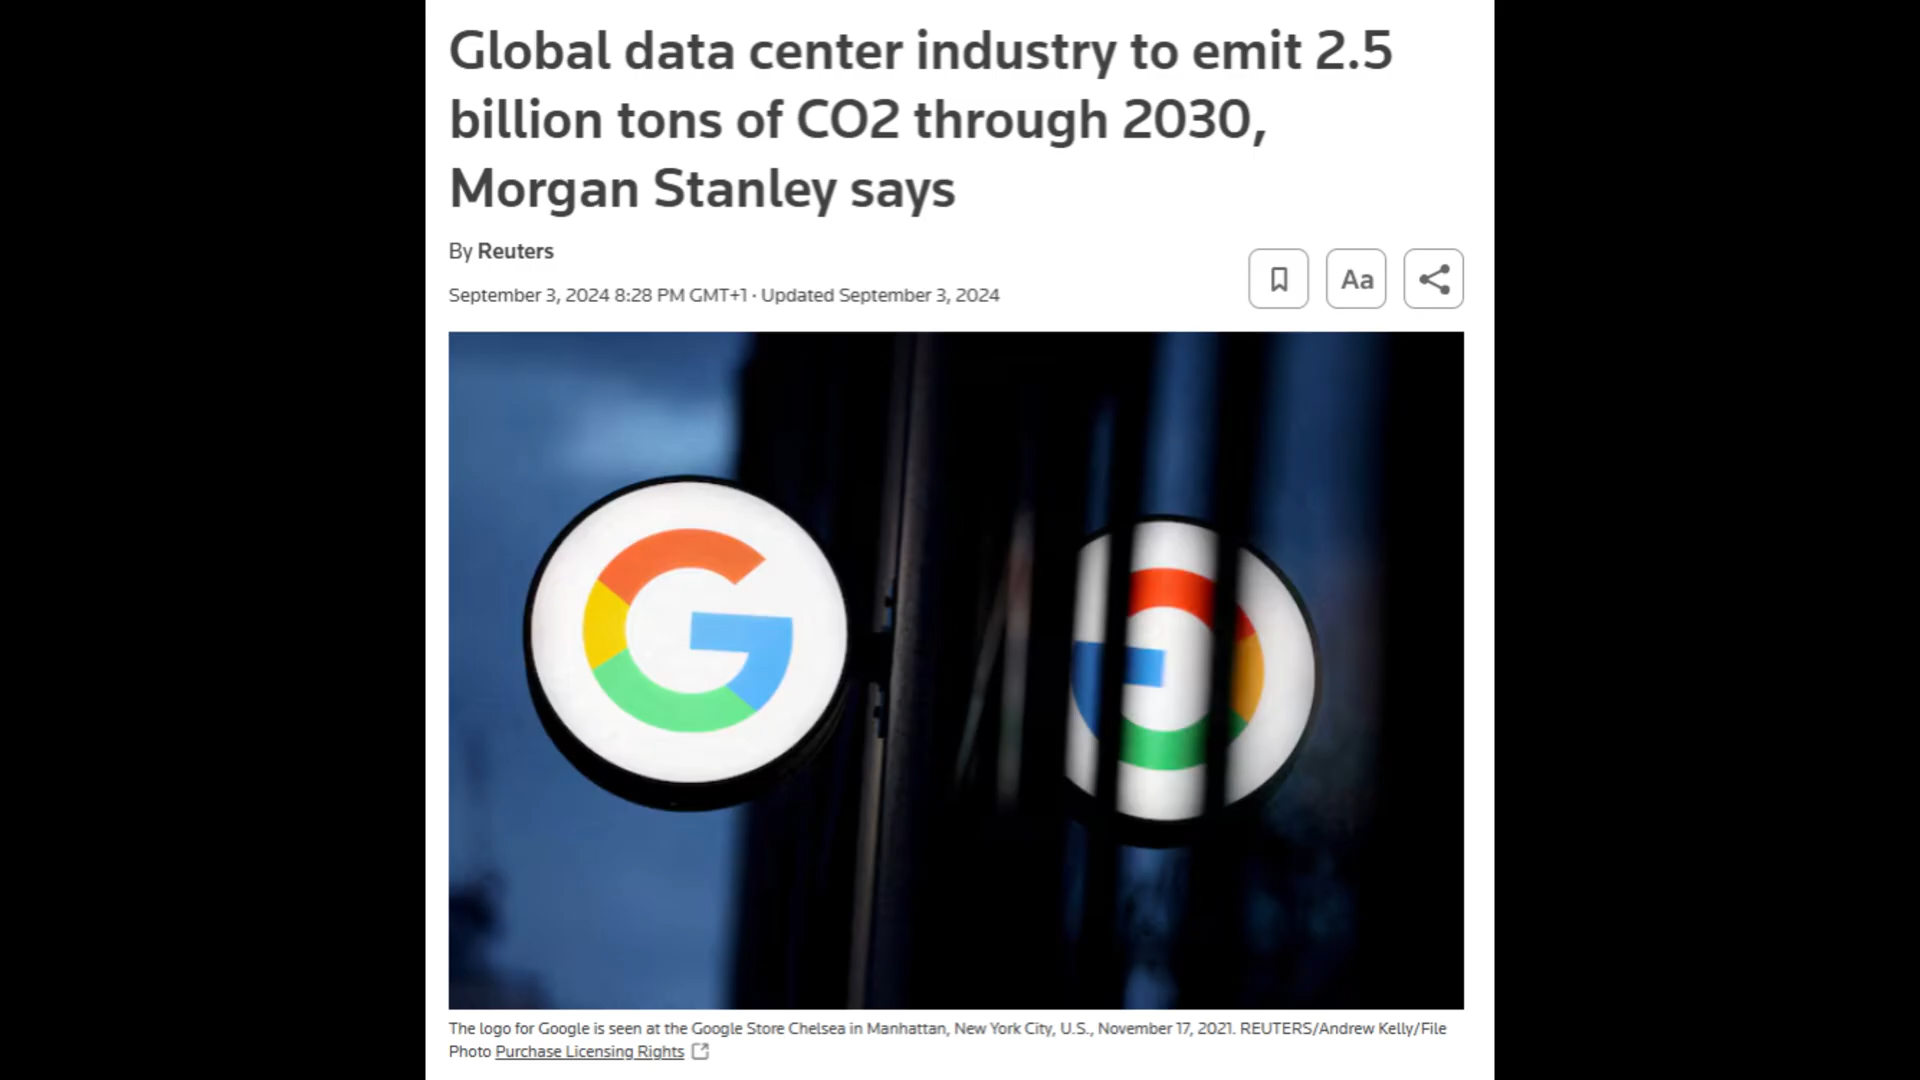 Global data center industry to emit 2.5
billion tons of CO2 through 2030,
Morgan Stanley says
By Reuters
September 3, 2024 8:28 PM GMT+1 · Updated September 3, 2024
Aa
G
The logo for Google is seen at the Google Store Chelsea in Manhattan, New York City, U.S., November 17, 2021. REUTERS/Andrew Kelly/File
Photo Purchase Licensing Rights